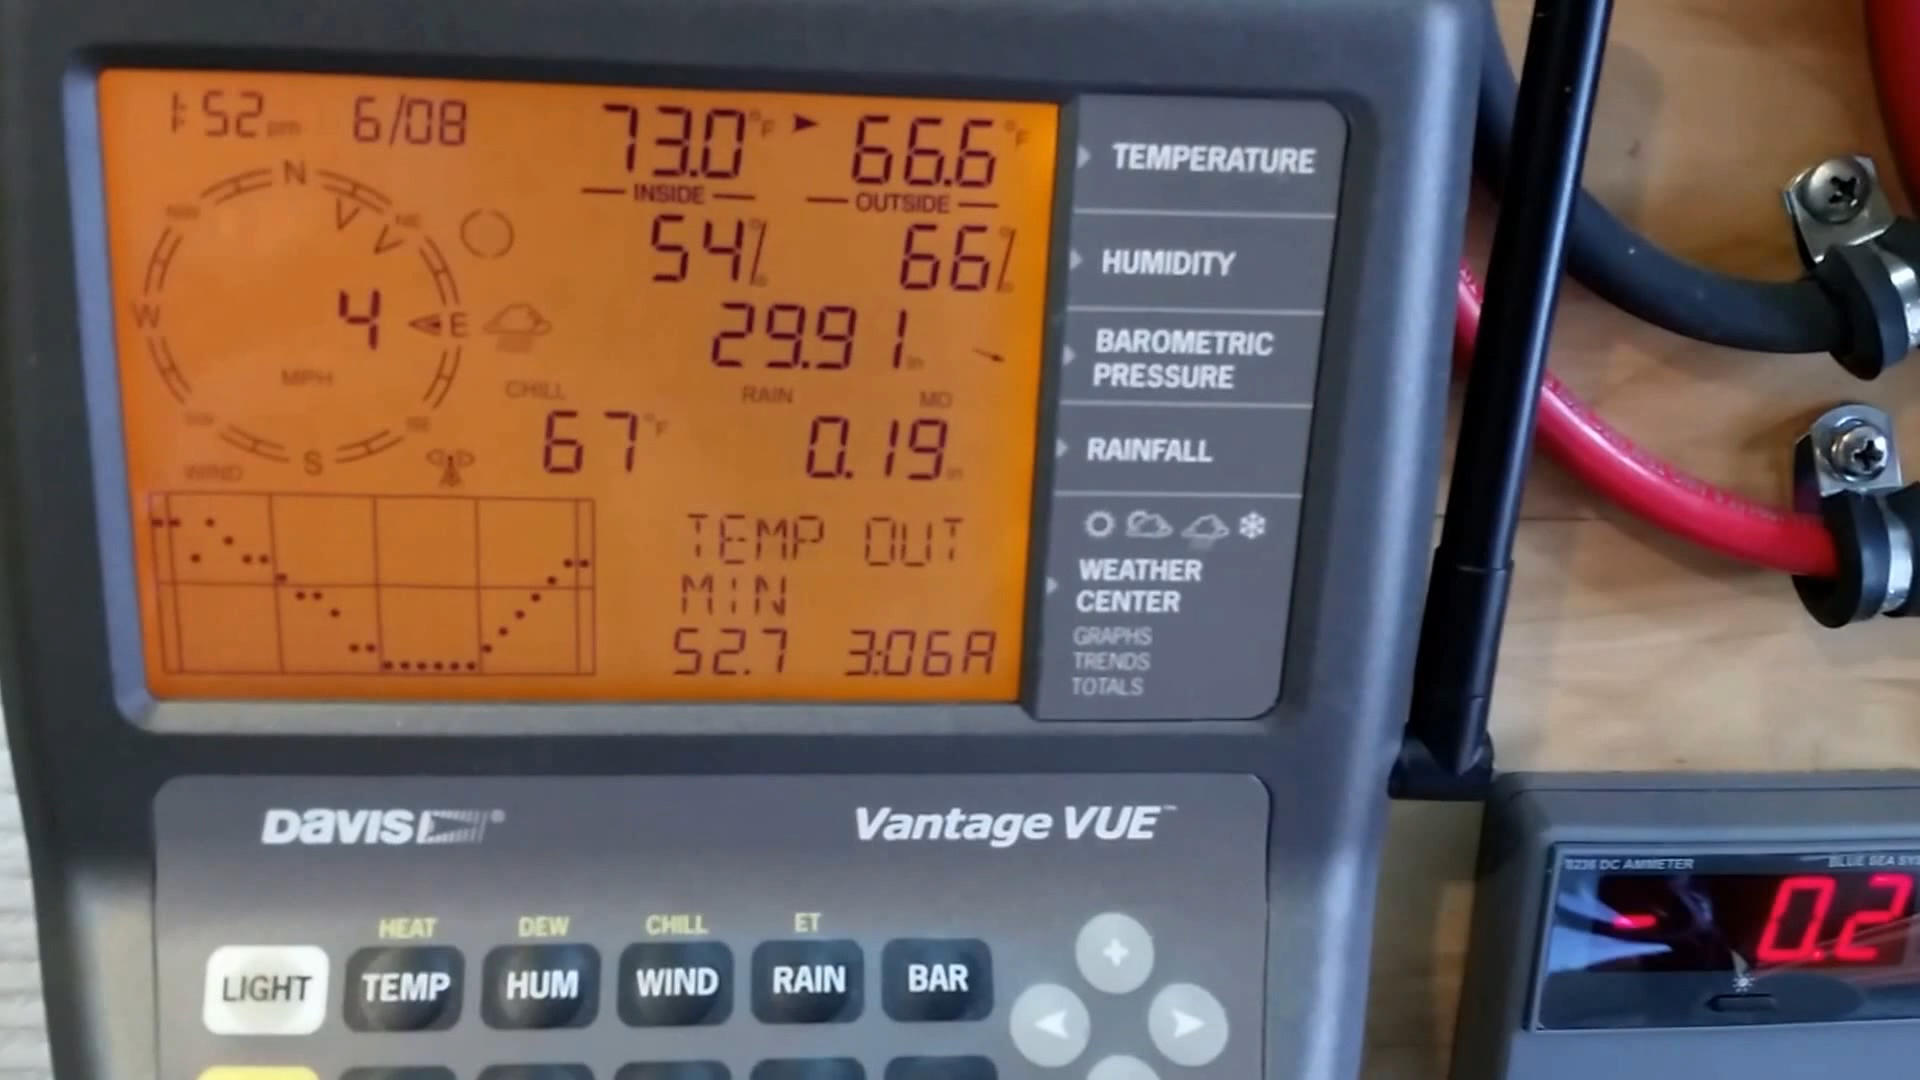 1:52 pm 6/08 73.0°F 66.6°F
INSIDE OUTSIDE
N
54% 66%
W 4 E
MPH
29.91 in
CHILL RAIN MO
67°F 0.19 in
S
WIND
TEMP OUT
MIN
52.7 3:06A
TEMPERATURE
HUMIDITY
BAROMETRIC
PRESSURE
RAINFALL
WEATHER
CENTER
GRAPHS
TRENDS
TOTALS
DAVIS® Vantage VUE™
HEAT DEW CHILL ET
LIGHT TEMP HUM WIND RAIN BAR
8236 DC AMMETER BLUE SEA SYS
- 0.2